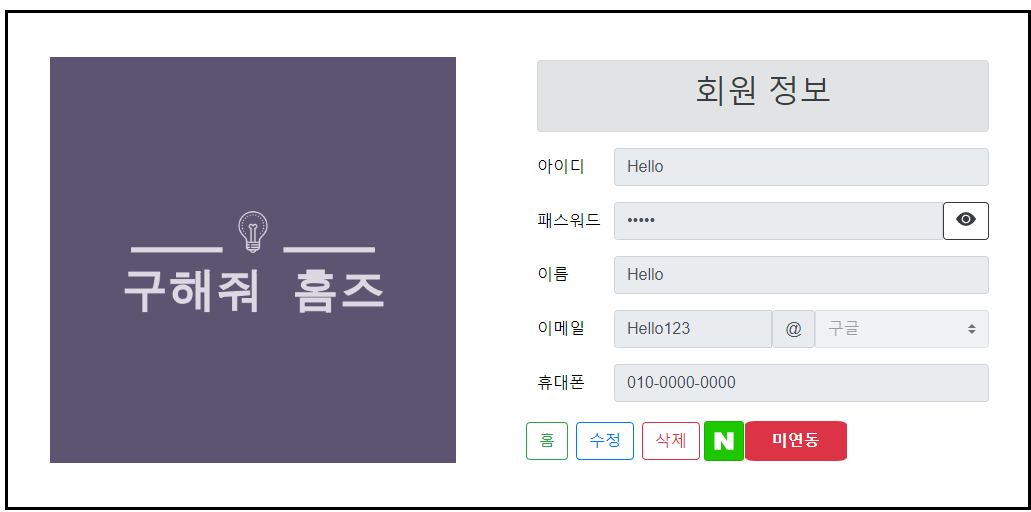 구해줘 홈즈
회원 정보
아이디 Hello
패스워드 •••••
이름 Hello
이메일 Hello123 @ 구글
휴대폰 010-0000-0000
홈 수정 삭제 N 미연동